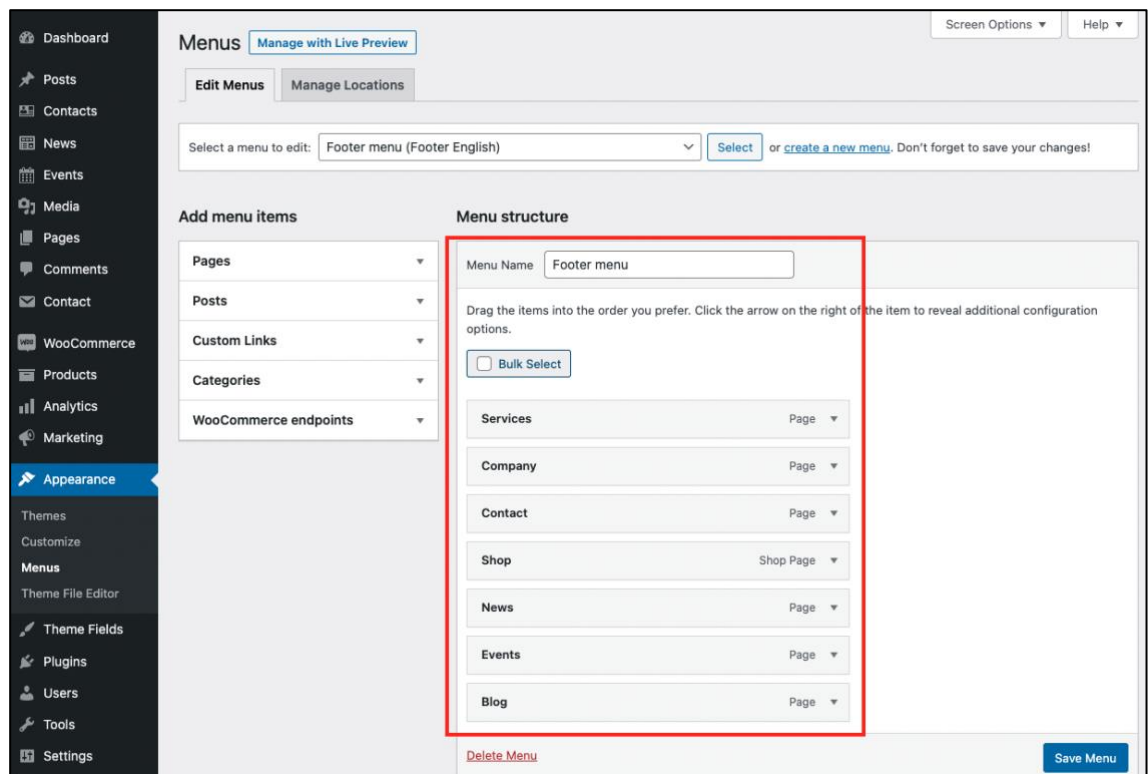 Screen Options
Help
Dashboard
Posts
Contacts
News
Events
Media
Pages
Comments
Contact
WooCommerce
Products
Analytics
Marketing
Appearance
Themes
Customize
Menus
Theme File Editor
Theme Fields
Plugins
Users
Tools
Settings
Menus Manage with Live Preview
Edit Menus Manage Locations
Select a menu to edit: Footer menu (Footer English) Select or create a new menu. Don't forget to save your changes!
Add menu items
Pages
Posts
Custom Links
Categories
WooCommerce endpoints
Menu structure
Menu Name Footer menu
Drag the items into the order you prefer. Click the arrow on the right of the item to reveal additional configuration
options.
Bulk Select
Services Page
Company Page
Contact Page
Shop Shop Page
News Page
Events Page
Blog Page
Delete Menu Save Menu